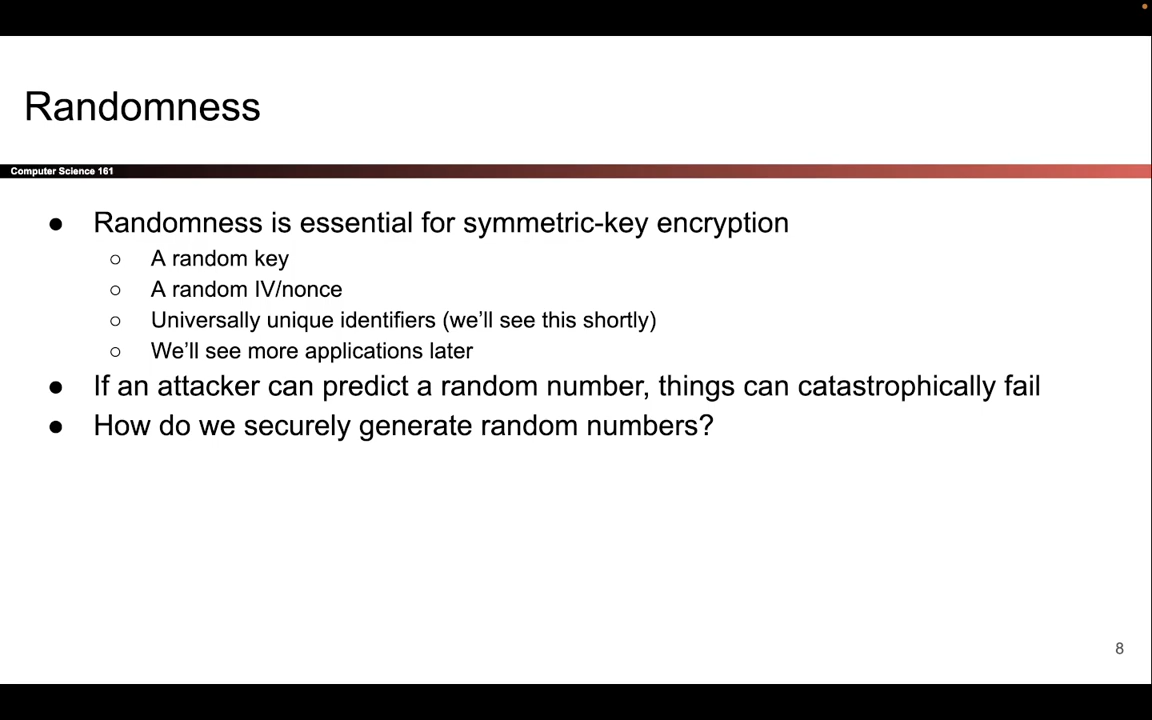 Randomness
Computer Science 161
● Randomness is essential for symmetric-key encryption
○ A random key
○ A random IV/nonce
○ Universally unique identifiers (we’ll see this shortly)
○ We’ll see more applications later
● If an attacker can predict a random number, things can catastrophically fail
● How do we securely generate random numbers?
8